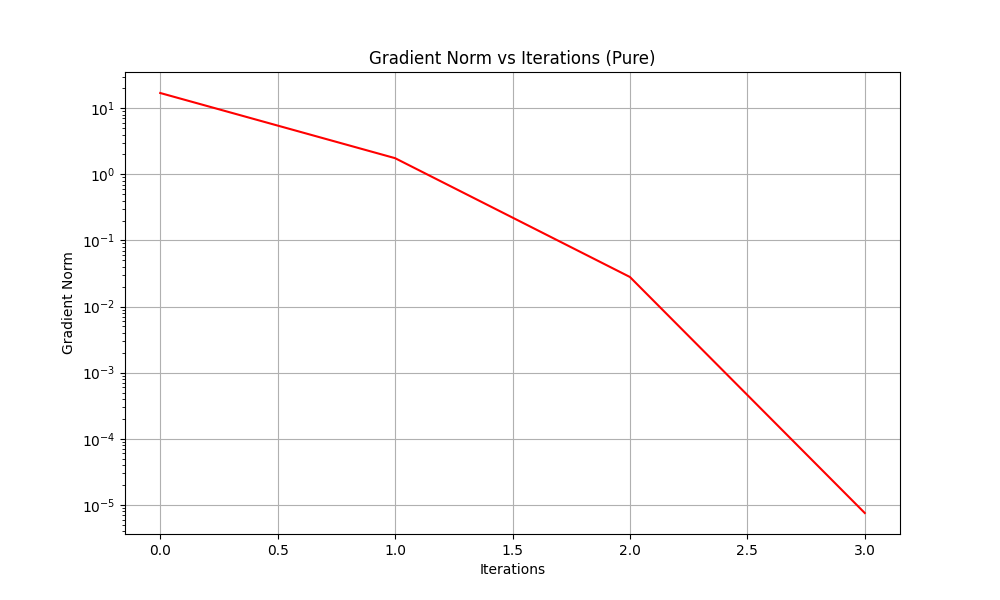 Gradient Norm vs Iterations (Pure)
Gradient Norm
10¹
10⁰
10⁻¹
10⁻²
10⁻³
10⁻⁴
10⁻⁵
0.0 0.5 1.0 1.5 2.0 2.5 3.0
Iterations